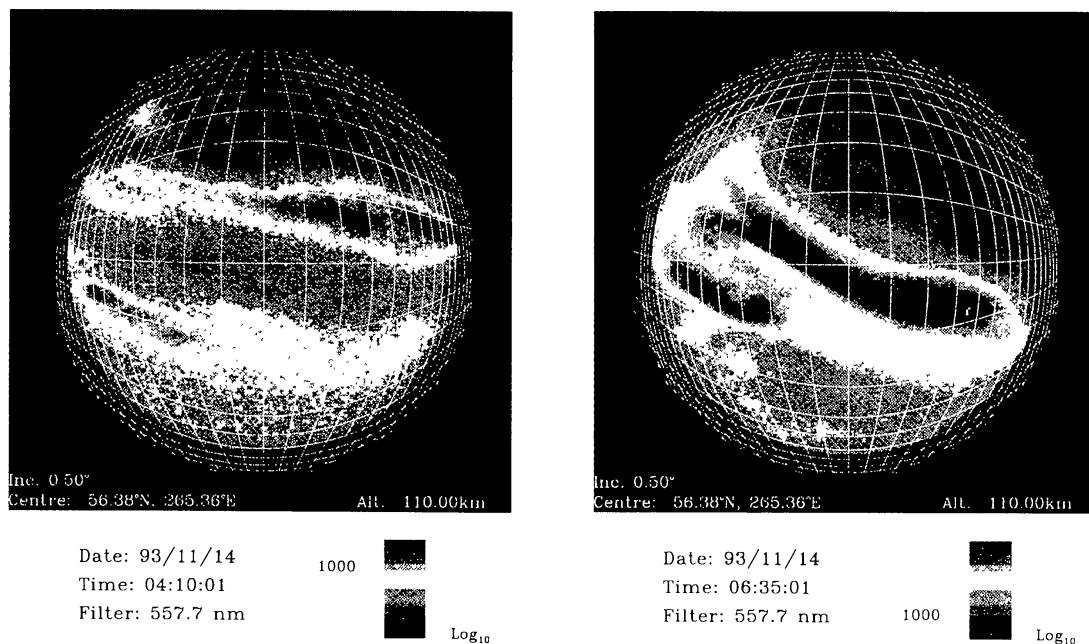 Inc. 0.50°
Centre: 56.38°N, 265.36°E Alt. 110.00km
Date: 93/11/14
Time: 04:10:01
Filter: 557.7 nm
1000
Log10
Inc. 0.50°
Centre: 56.38°N, 265.36°E Alt. 110.00km
Date: 93/11/14
Time: 06:35:01
Filter: 557.7 nm
1000
Log10